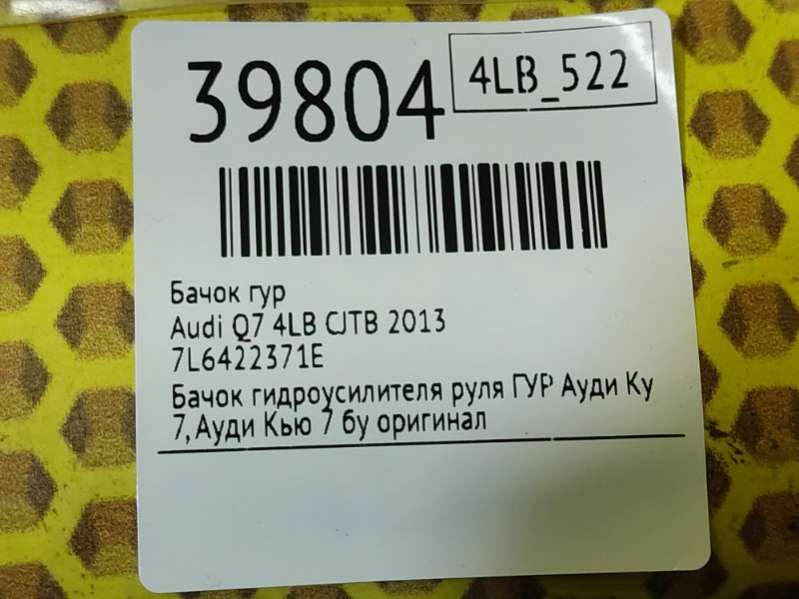 39804
4LB_522
Бачок гур
Audi Q7 4LB CJTB 2013
7L6422371E
Бачок гидроусилителя руля ГУР Ауди Ку
7, Ауди Кью 7 бу оригинал